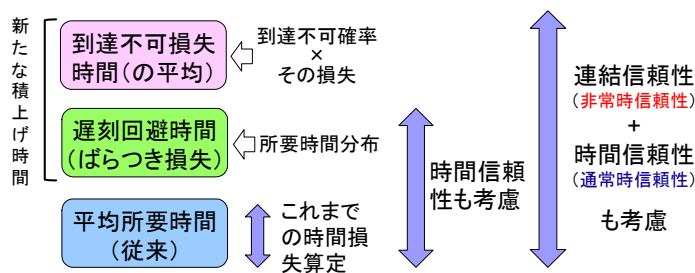 新たな積上げ時間
到達不可損失
時間(の平均)
到達不可確率
×
その損失
遅刻回避時間
(ばらつき損失)
所要時間分布
平均所要時間
(従来)
これまで
の時間損
失算定
時間信頼
性も考慮
連結信頼性
(非常時信頼性)
+
時間信頼性
(通常時信頼性)
も考慮